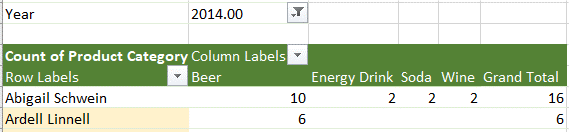 Year 2014.00
Count of Product Category Column Labels
Row Labels Beer Energy Drink Soda Wine Grand Total
Abigail Schwein 10 2 2 2 16
Ardell Linnell 6 6